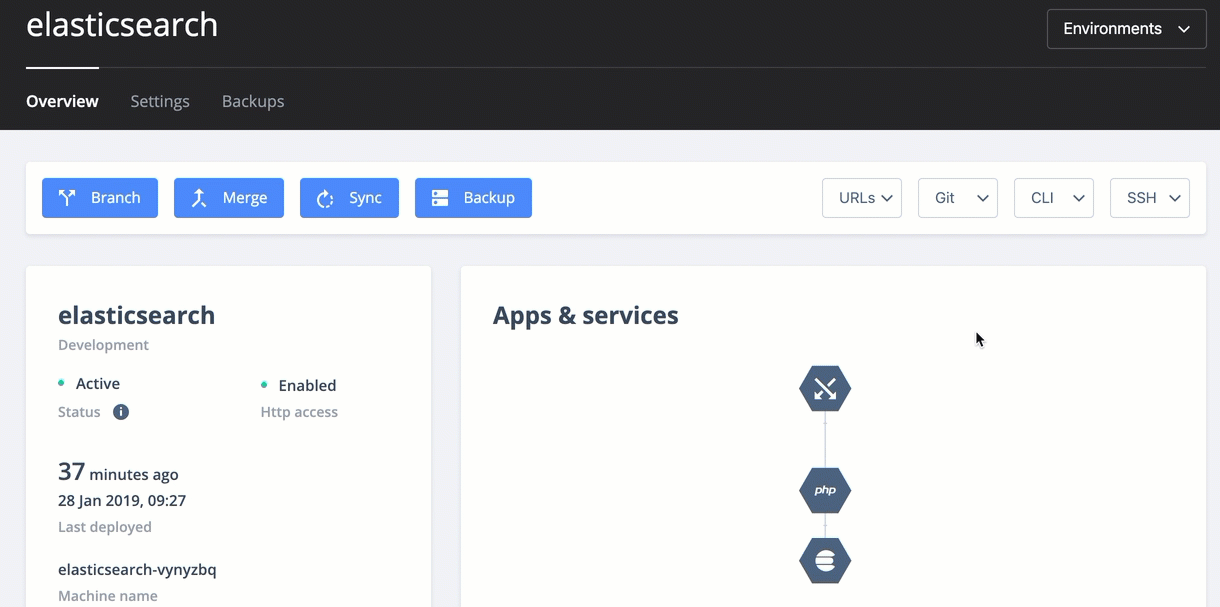 elasticsearch
Environments
Overview Settings Backups
Branch Merge Sync Backup URLs Git CLI SSH
elasticsearch
Development
Active Enabled
Status i Http access
37 minutes ago
28 Jan 2019, 09:27
Last deployed
elasticsearch-vynyzbq
Machine name
Apps & services
php